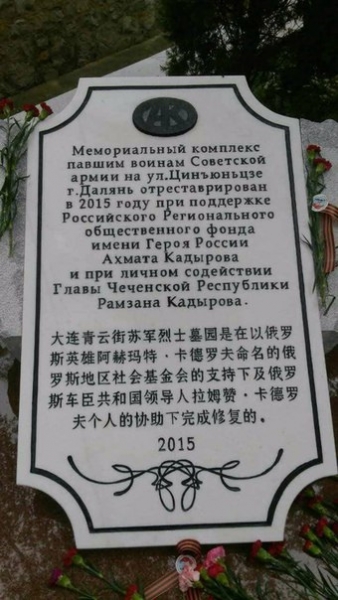 АК
Мемориальный комплекс
павшим воинам Советской
армии на ул.Цинъюньцзе
г.Далянь отреставрирован
в 2015 году при поддержке
Российского Регионального
общественного фонда
имени Героя России
Ахмата Кадырова
и при личном содействии
Главы Чеченской Республики
Рамзана Кадырова.
大连青云街苏军烈士墓园是在以俄罗
斯英雄阿赫玛特·卡德罗夫命名的俄
罗斯地区社会基金会的支持下及俄罗
斯车臣共和国领导人拉姆赞·卡德罗
夫个人的协助下完成修复的。
2015